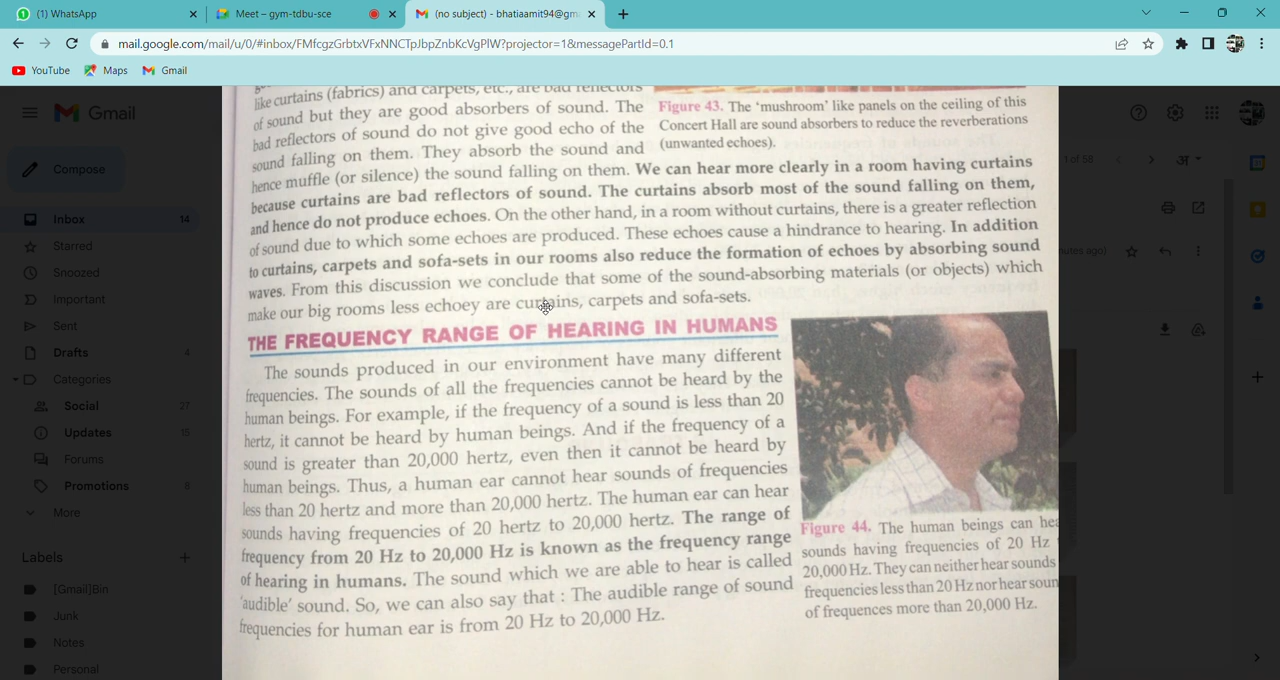 (1) WhatsApp
Meet – gym-tdbu-sce
(no subject) - bhatiaamit94@gm
mail.google.com/mail/u/0/#inbox/FMfcgzGrbtxVFxNNCTpJbpZnbKcVgPlW?projector=1&messagePartId=0.1
YouTube
Maps
Gmail
Gmail
Compose
Inbox 14
Starred
Snoozed
Important
Sent
Drafts 4
Categories
Social 27
Updates 15
Forums
Promotions 8
More
Labels
[Gmail]Bin
Junk
Notes
Personal
1 of 58
nutes ago)
like curtains (fabrics) and carpets, etc., are bad reflectors
of sound but they are good absorbers of sound. The
bad reflectors of sound do not give good echo of the
sound falling on them. They absorb the sound and
hence muffle (or silence) the sound falling on them. We can hear more clearly in a room having curtains
because curtains are bad reflectors of sound. The curtains absorb most of the sound falling on them,
and hence do not produce echoes. On the other hand, in a room without curtains, there is a greater reflection
of sound due to which some echoes are produced. These echoes cause a hindrance to hearing. In addition
to curtains, carpets and sofa-sets in our rooms also reduce the formation of echoes by absorbing sound
waves. From this discussion we conclude that some of the sound-absorbing materials (or objects) which
make our big rooms less echoey are curtains, carpets and sofa-sets.
Figure 43. The ‘mushroom’ like panels on the ceiling of this
Concert Hall are sound absorbers to reduce the reverberations
(unwanted echoes).
THE FREQUENCY RANGE OF HEARING IN HUMANS
The sounds produced in our environment have many different
frequencies. The sounds of all the frequencies cannot be heard by the
human beings. For example, if the frequency of a sound is less than 20
hertz, it cannot be heard by human beings. And if the frequency of a
sound is greater than 20,000 hertz, even then it cannot be heard by
human beings. Thus, a human ear cannot hear sounds of frequencies
less than 20 hertz and more than 20,000 hertz. The human ear can hear
sounds having frequencies of 20 hertz to 20,000 hertz. The range of
frequency from 20 Hz to 20,000 Hz is known as the frequency range
of hearing in humans. The sound which we are able to hear is called
‘audible’ sound. So, we can also say that : The audible range of sound
frequencies for human ear is from 20 Hz to 20,000 Hz.
Figure 44. The human beings can hea
sounds having frequencies of 20 Hz
20,000 Hz. They can neither hear sounds
frequencies less than 20 Hz nor hear soun
of frequences more than 20,000 Hz.